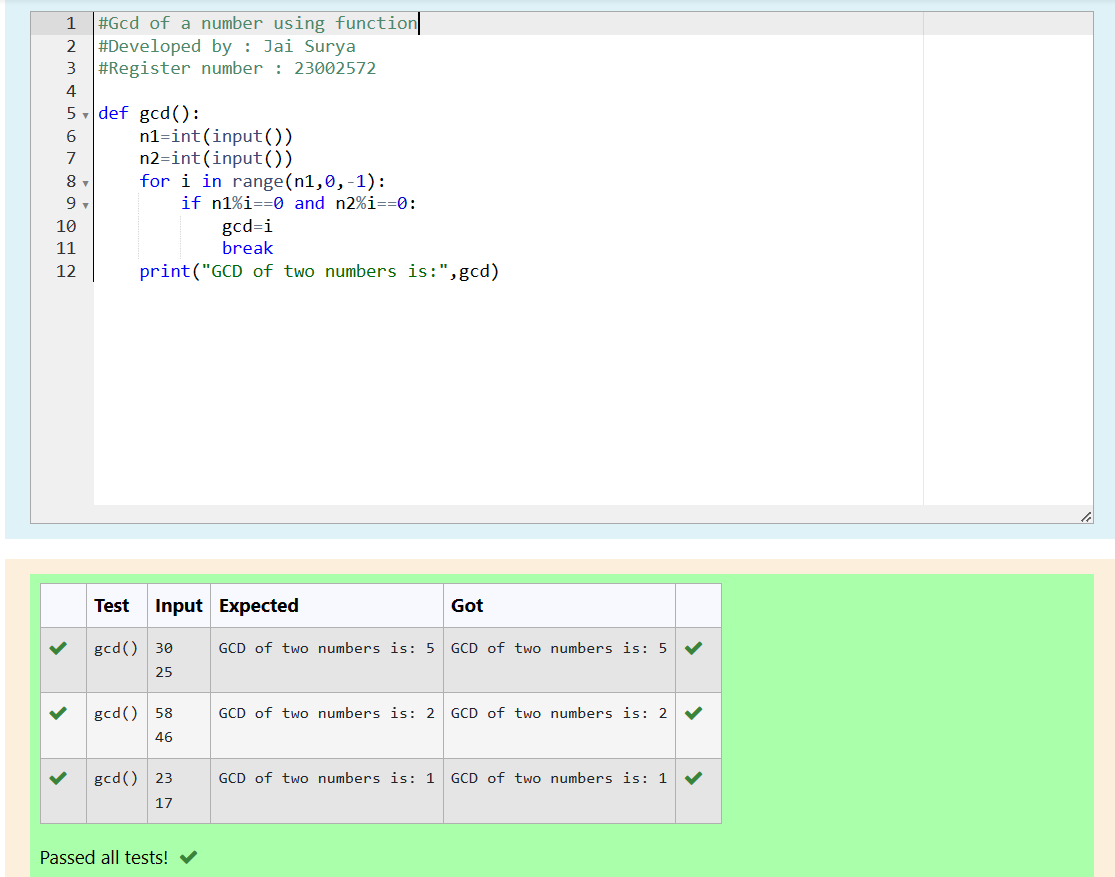 1 #Gcd of a number using function
2 #Developed by : Jai Surya
3 #Register number : 23002572
4
5 def gcd():
6     n1=int(input())
7     n2=int(input())
8     for i in range(n1,0,-1):
9         if n1%i==0 and n2%i==0:
10             gcd=i
11             break
12     print("GCD of two numbers is:",gcd)
Test Input Expected Got
gcd() 30 GCD of two numbers is: 5 GCD of two numbers is: 5
25
gcd() 58 GCD of two numbers is: 2 GCD of two numbers is: 2
46
gcd() 23 GCD of two numbers is: 1 GCD of two numbers is: 1
17
Passed all tests!